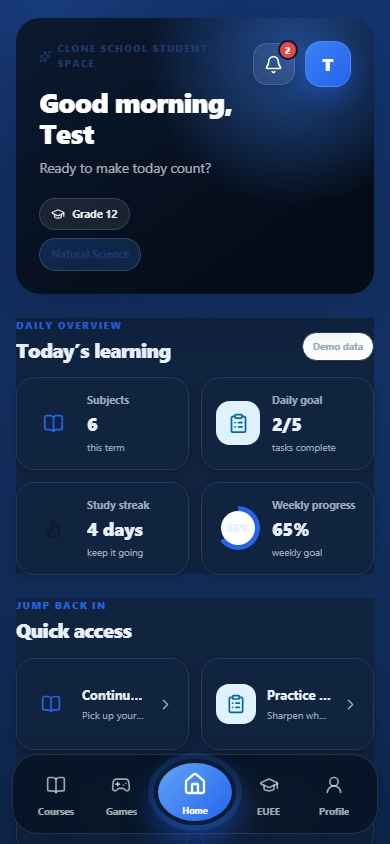 CLONE SCHOOL STUDENT
SPACE
2
T
Good morning,
Test
Ready to make today count?
Grade 12
Natural Science
DAILY OVERVIEW
Today's learning
Demo data
Subjects
6
this term
Daily goal
2/5
tasks complete
Study streak
4 days
keep it going
65%
Weekly progress
65%
weekly goal
JUMP BACK IN
Quick access
Continu...
Pick up your...
Practice ...
Sharpen wh...
Courses
Games
Home
EUEE
Profile